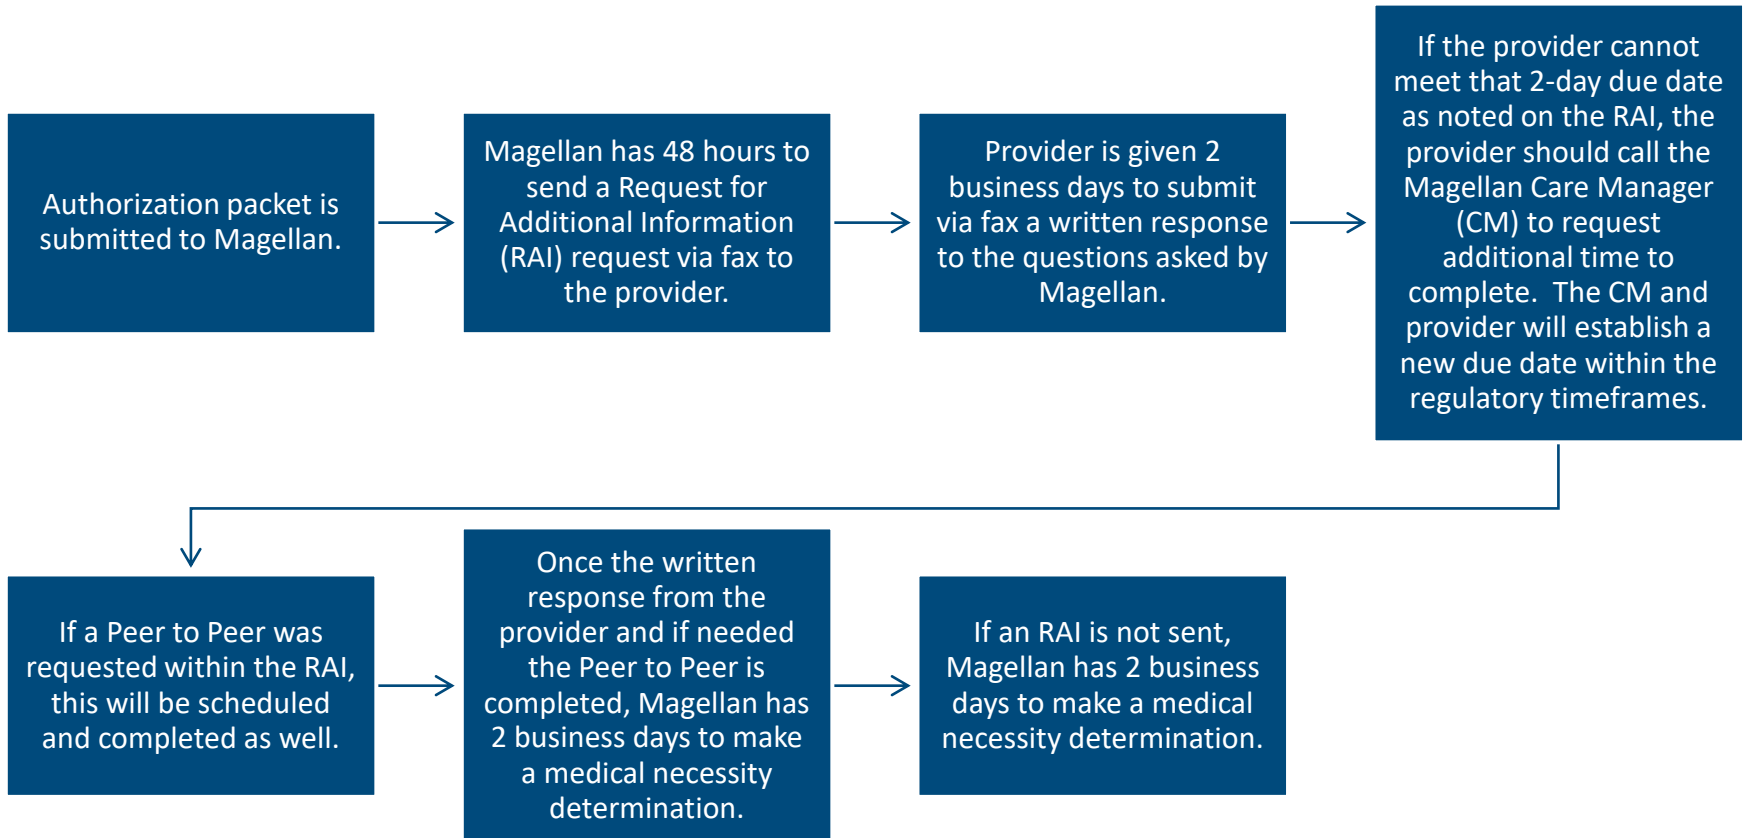 Authorization packet is
submitted to Magellan.
Magellan has 48 hours to
send a Request for
Additional Information
(RAI) request via fax to
the provider.
Provider is given 2
business days to submit
via fax a written response
to the questions asked by
Magellan.
If the provider cannot
meet that 2-day due date
as noted on the RAI, the
provider should call the
Magellan Care Manager
(CM) to request
additional time to
complete.  The CM and
provider will establish a
new due date within the
regulatory timeframes.
If a Peer to Peer was
requested within the RAI,
this will be scheduled
and completed as well.
Once the written
response from the
provider and if needed
the Peer to Peer is
completed, Magellan has
2 business days to make
a medical necessity
determination.
If an RAI is not sent,
Magellan has 2 business
days to make a medical
necessity determination.